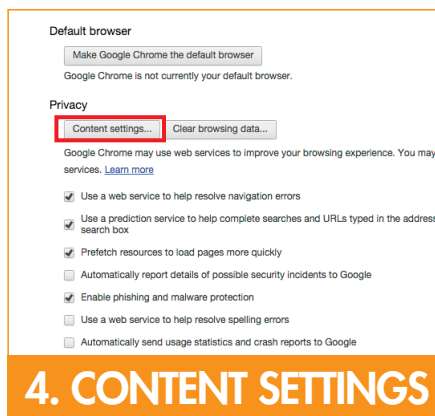 Default browser
Make Google Chrome the default browser
Google Chrome is not currently your default browser.
Privacy
Content settings... Clear browsing data...
Google Chrome may use web services to improve your browsing experience. You may
services. Learn more
Use a web service to help resolve navigation errors
Use a prediction service to help complete searches and URLs typed in the address
search box
Prefetch resources to load pages more quickly
Automatically report details of possible security incidents to Google
Enable phishing and malware protection
Use a web service to help resolve spelling errors
Automatically send usage statistics and crash reports to Google
4. CONTENT SETTINGS